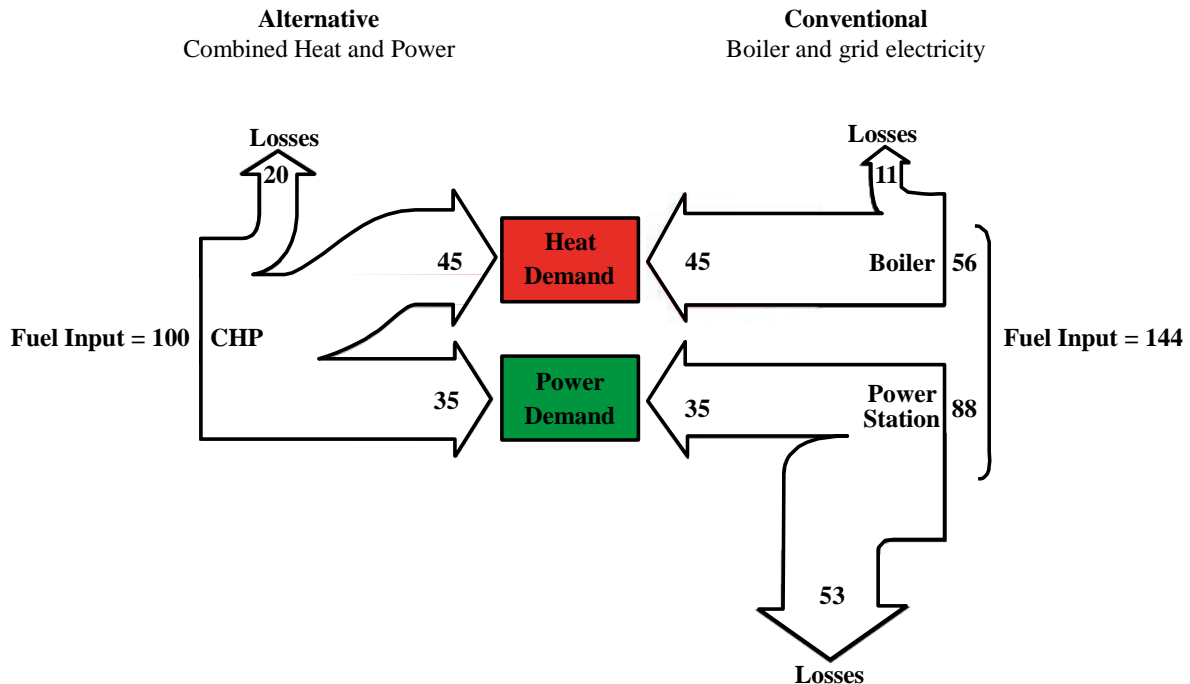 Alternative
Combined Heat and Power
Conventional
Boiler and grid electricity
Losses
20
Losses
11
Heat
Demand
45
45
Boiler
56
Fuel Input = 100
CHP
Fuel Input = 144
Power
Demand
35
35
Power
Station
88
53
Losses